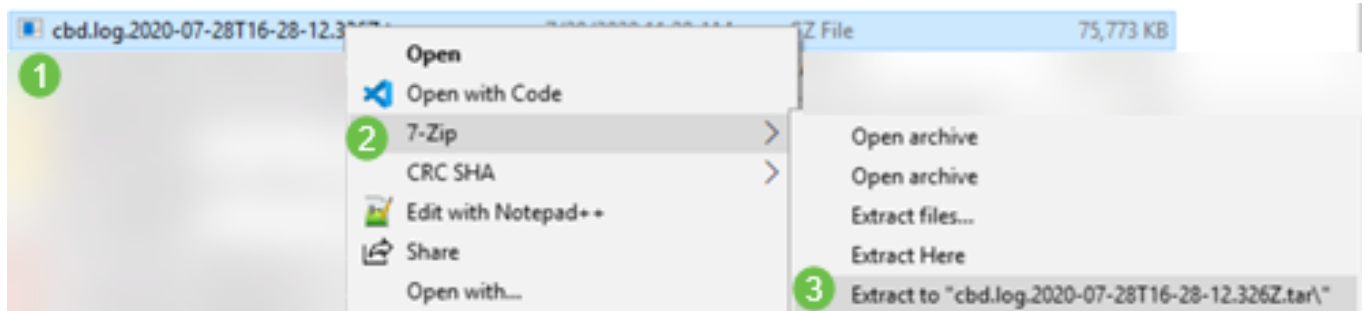 cbd.log.2020-07-28T16-28-12.326Z.t
Z File
75,773 KB
1
Open
Open with Code
2
7-Zip
CRC SHA
Edit with Notepad++
Share
Open with...
Open archive
Open archive
Extract files...
Extract Here
3
Extract to "cbd.log.2020-07-28T16-28-12.326Z.tar\"